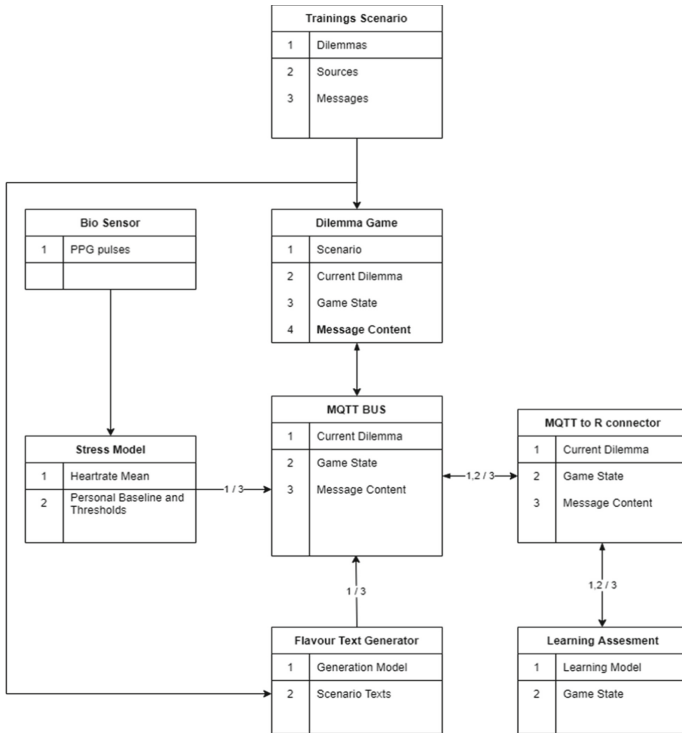 Trainings Scenario
1 Dilemmas
2 Sources
3 Messages
Bio Sensor
1 PPG pulses
Dilemma Game
1 Scenario
2 Current Dilemma
3 Game State
4 Message Content
MQTT BUS
1 Current Dilemma
2 Game State
3 Message Content
MQTT to R connector
1 Current Dilemma
2 Game State
3 Message Content
Stress Model
1 Heartrate Mean
2 Personal Baseline and
Thresholds
1 / 3
1,2 / 3
1 / 3
1,2 / 3
Flavour Text Generator
1 Generation Model
2 Scenario Texts
Learning Assesment
1 Learning Model
2 Game State